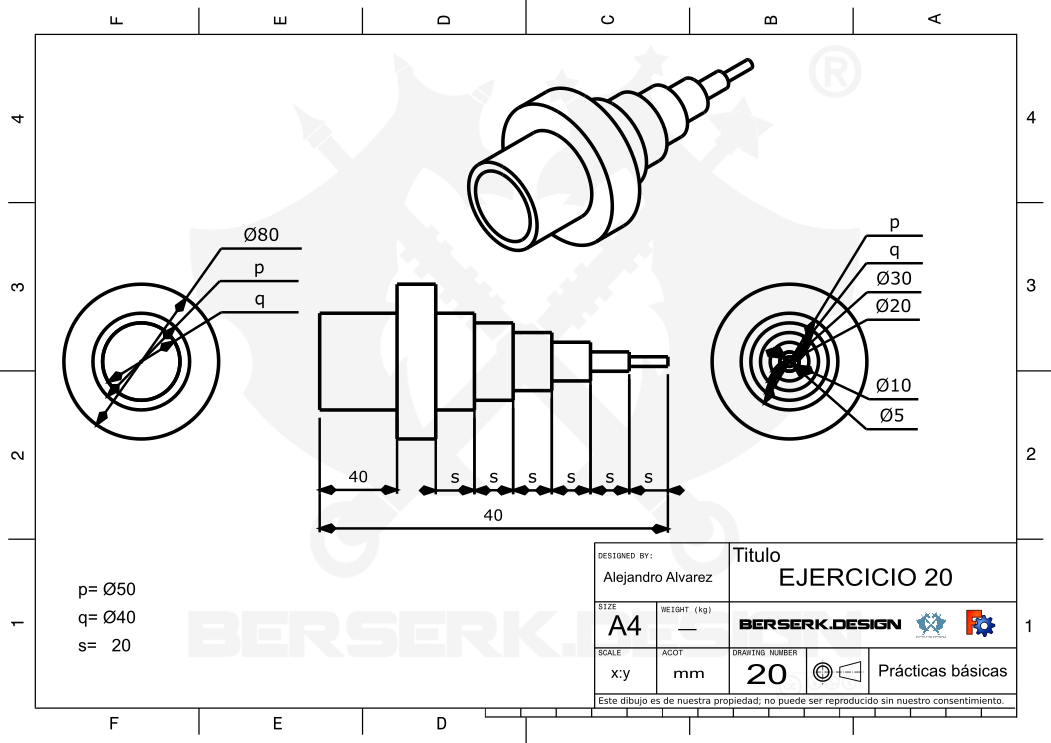 F E D C B A
4 4
®
p
q
Ø30
Ø20
Ø80
p
q
3 3
Ø10
Ø5
2 2
40 s s s s s s
40
p= Ø50
q= Ø40
s= 20
1 1
BERSERK.DESIGN
DESIGNED BY:
Alejandro Alvarez
Titulo
EJERCICIO 20
SIZE
A4
WEIGHT (kg)
—
BERSERK.DESIGN
SCALE
x:y
ACOT
mm
DRAWING NUMBER
20
Prácticas básicas
Este dibujo es de nuestra propiedad; no puede ser reproducido sin nuestro consentimiento.
F E D